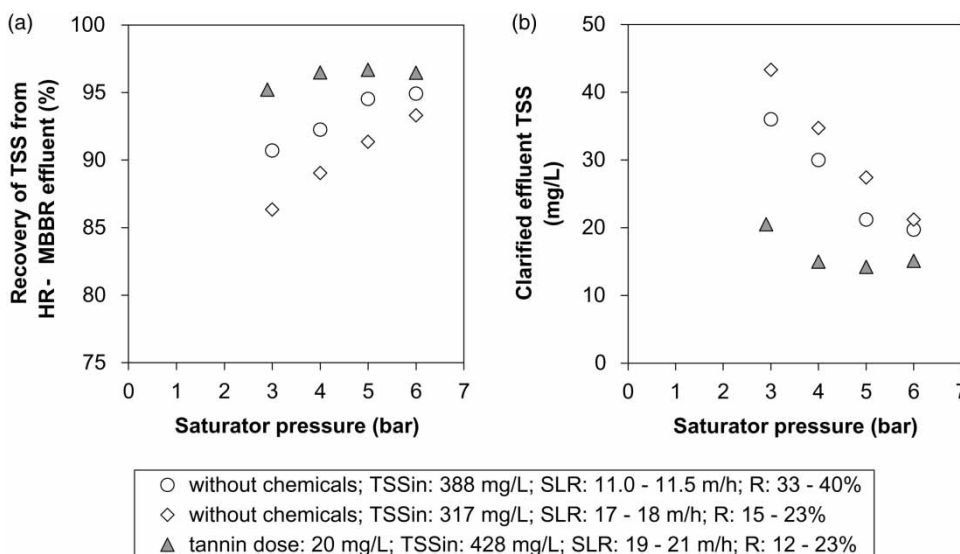 (a)
Recovery of TSS from
HR- MBBR effluent (%)
100
95
90
85
80
75
0 1 2 3 4 5 6 7
Saturator pressure (bar)
(b)
Clarified effluent TSS
(mg/L)
50
40
30
20
10
0
0 1 2 3 4 5 6 7
Saturator pressure (bar)
without chemicals; TSSin: 388 mg/L; SLR: 11.0 - 11.5 m/h; R: 33 - 40%
without chemicals; TSSin: 317 mg/L; SLR: 17 - 18 m/h; R: 15 - 23%
tannin dose: 20 mg/L; TSSin: 428 mg/L; SLR: 19 - 21 m/h; R: 12 - 23%